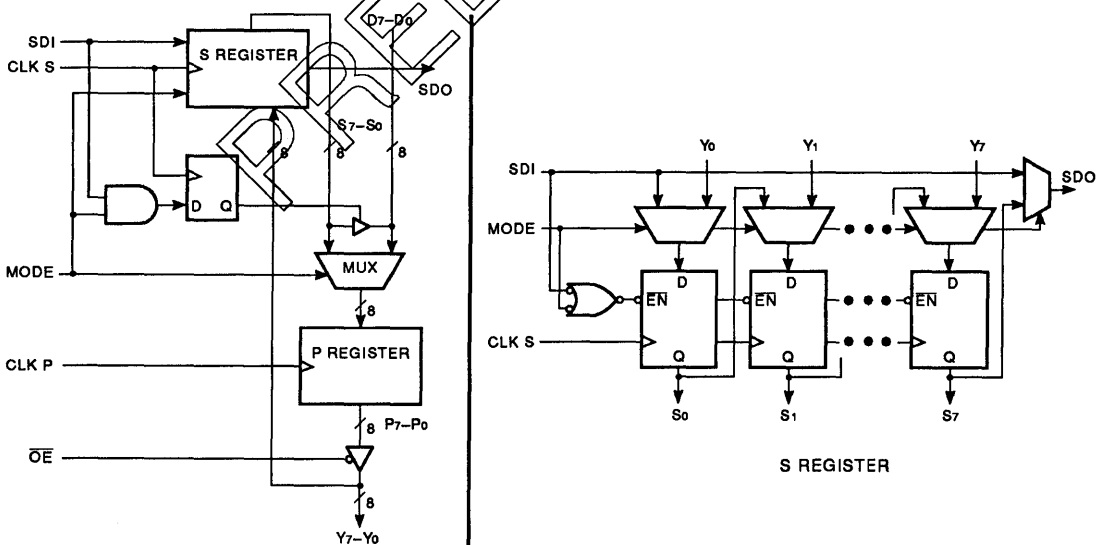 D7–D0
SDI
S REGISTER
CLK S
SDO
S7–S0
8
8
8
D Q
MODE
MUX
8
P REGISTER
CLK P
8 P7–P0
OE
8
Y7–Y0
Y0 Y1 Y7
SDI
SDO
MODE
D D D
EN EN EN
CLK S
Q Q Q
S0 S1 S7
S REGISTER